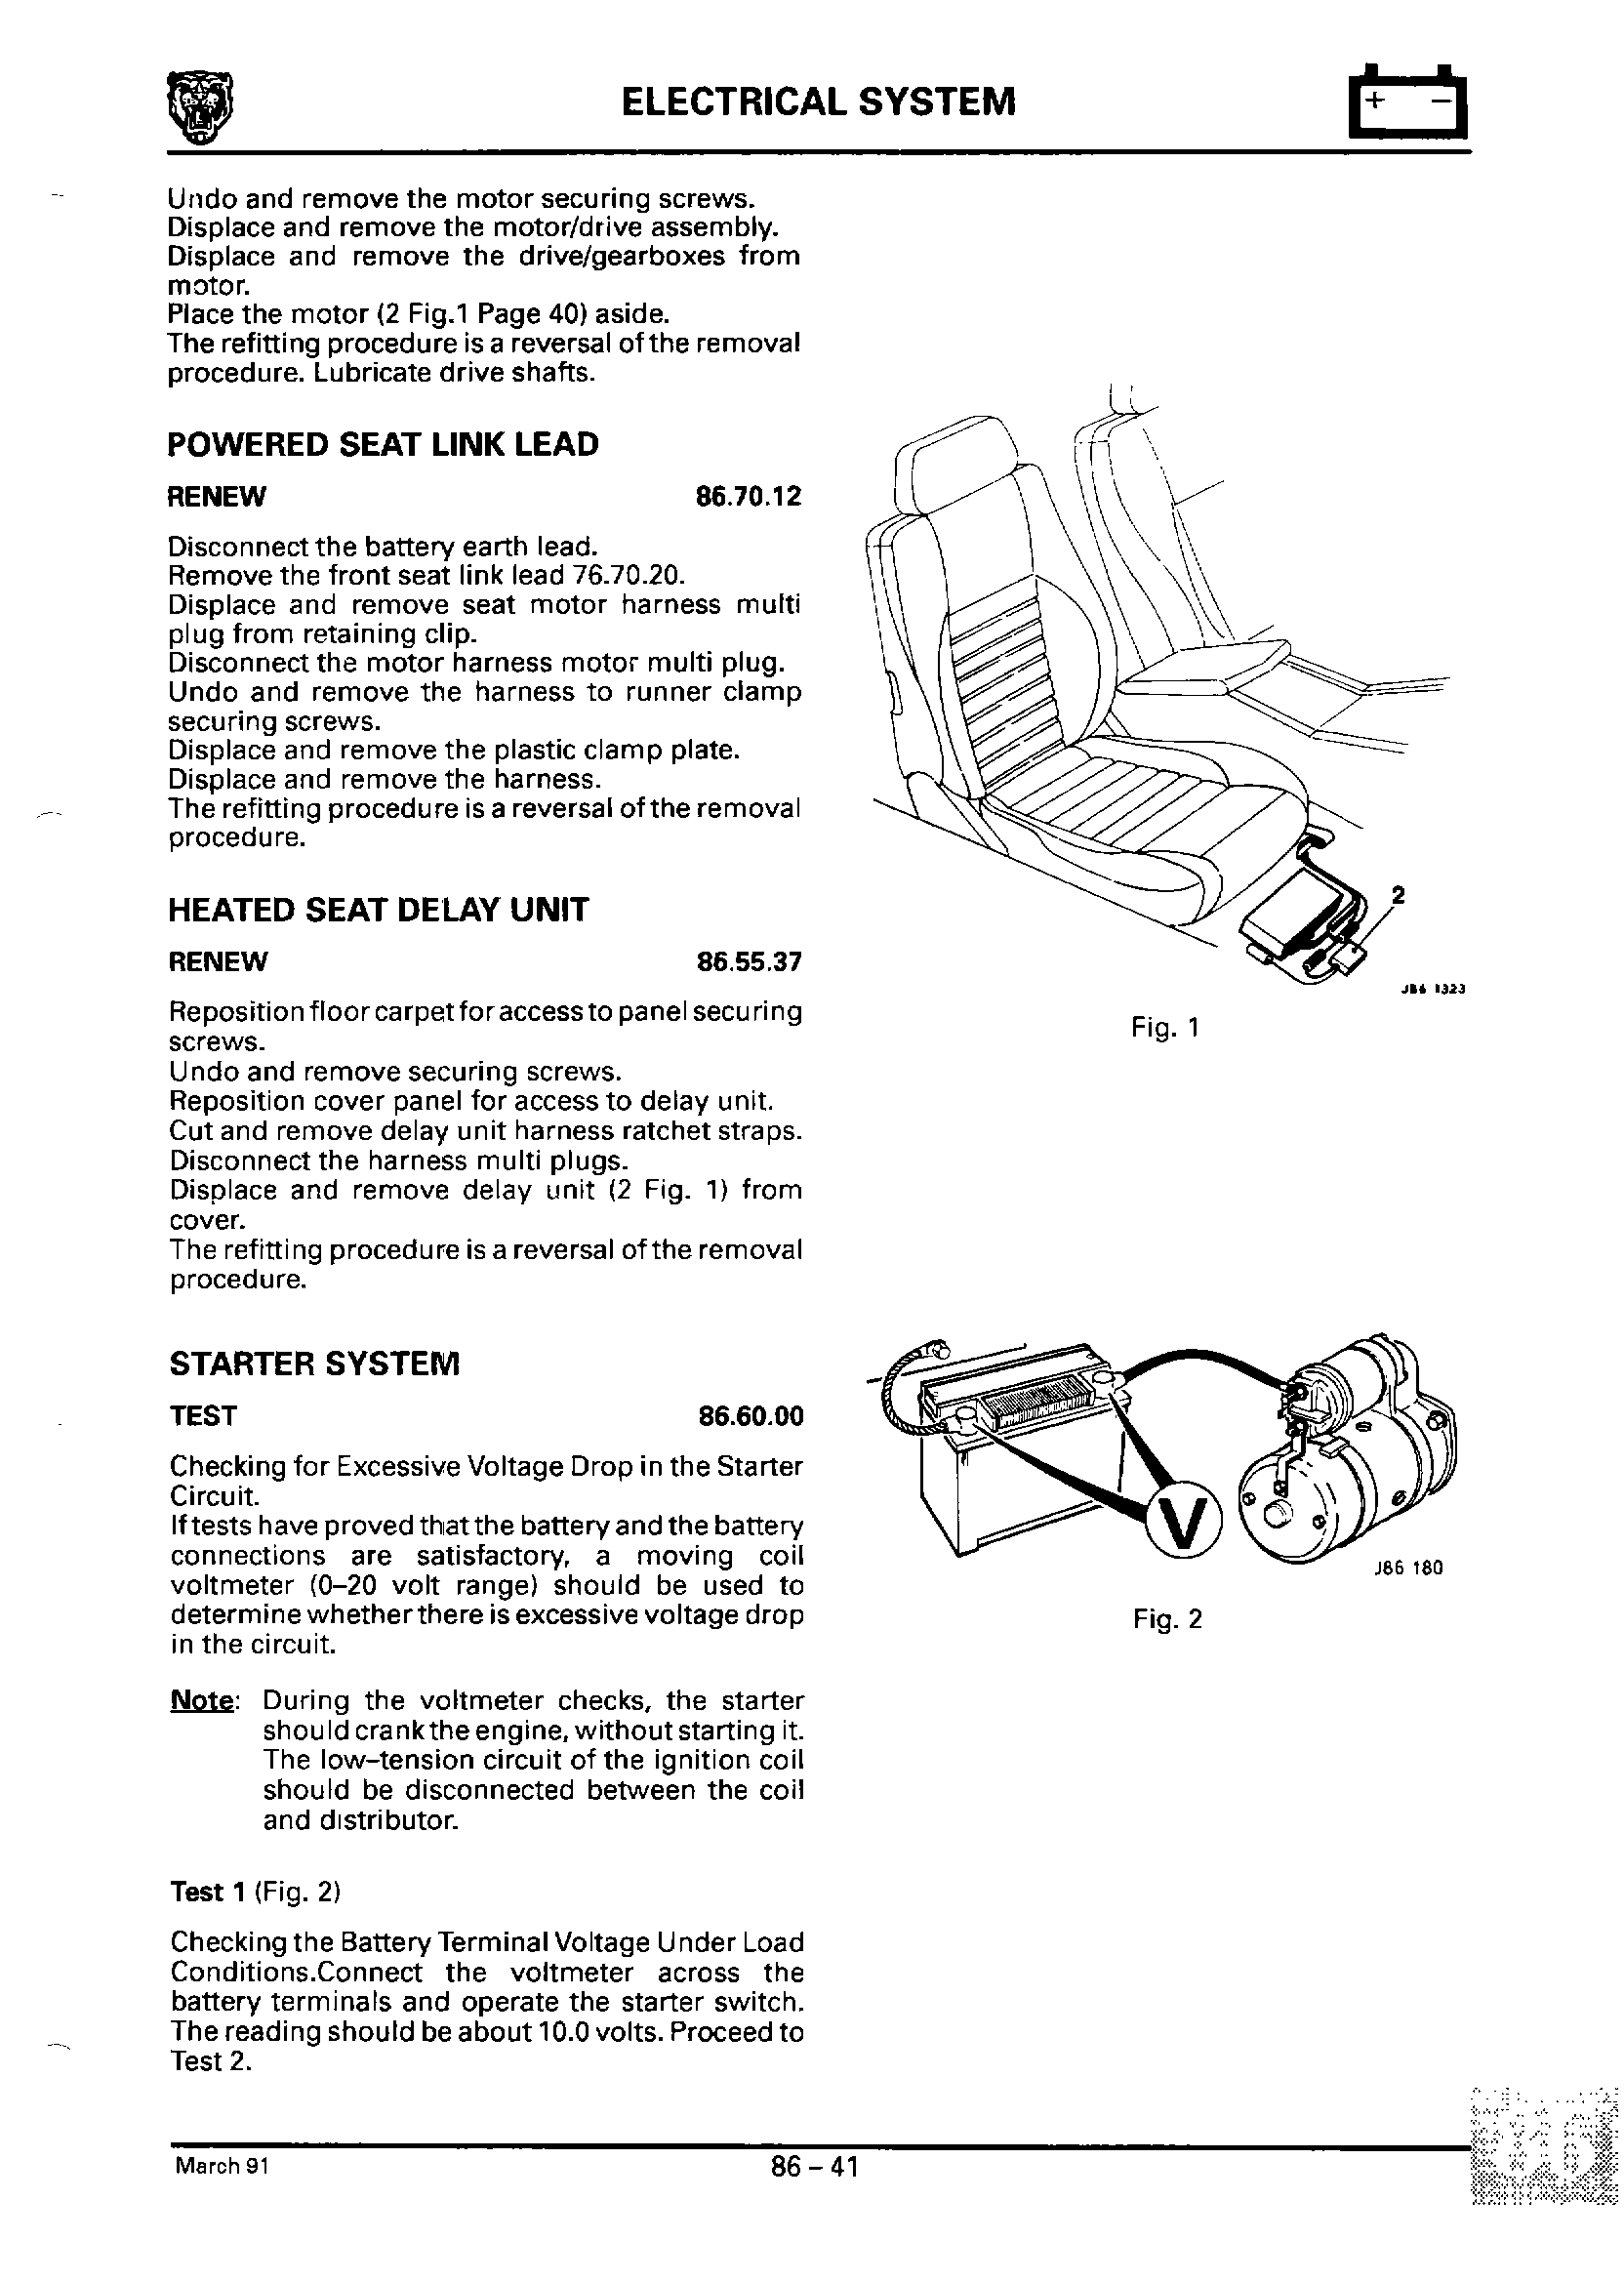 ELECTRICAL SYSTEM
+ −
Undo and remove the motor securing screws.
Displace and remove the motor/drive assembly.
Displace and remove the drive/gearboxes from
motor.
Place the motor (2 Fig.1 Page 40) aside.
The refitting procedure is a reversal of the removal
procedure. Lubricate drive shafts.
POWERED SEAT LINK LEAD
RENEW 86.70.12
Disconnect the battery earth lead.
Remove the front seat link lead 76.70.20.
Displace and remove seat motor harness multi
plug from retaining clip.
Disconnect the motor harness motor multi plug.
Undo and remove the harness to runner clamp
securing screws.
Displace and remove the plastic clamp plate.
Displace and remove the harness.
The refitting procedure is a reversal of the removal
procedure.
HEATED SEAT DELAY UNIT
RENEW 86.55.37
Reposition floor carpet for access to panel securing
screws.
Undo and remove securing screws.
Reposition cover panel for access to delay unit.
Cut and remove delay unit harness ratchet straps.
Disconnect the harness multi plugs.
Displace and remove delay unit (2 Fig. 1) from
cover.
The refitting procedure is a reversal of the removal
procedure.
STARTER SYSTEM
TEST 86.60.00
Checking for Excessive Voltage Drop in the Starter
Circuit.
If tests have proved that the battery and the battery
connections are satisfactory, a moving coil
voltmeter (0–20 volt range) should be used to
determine whether there is excessive voltage drop
in the circuit.
Note: During the voltmeter checks, the starter
should crank the engine, without starting it.
The low–tension circuit of the ignition coil
should be disconnected between the coil
and distributor.
Test 1 (Fig. 2)
Checking the Battery Terminal Voltage Under Load
Conditions.Connect the voltmeter across the
battery terminals and operate the starter switch.
The reading should be about 10.0 volts. Proceed to
Test 2.
2
J86 1323
Fig. 1
V
J86 180
Fig. 2
March 91
86 – 41